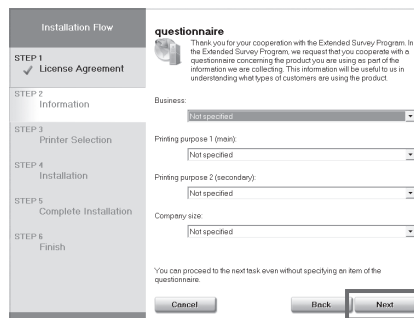 Installation Flow
STEP 1
License Agreement
STEP 2
Information
STEP 3
Printer Selection
STEP 4
Installation
STEP 5
Complete Installation
STEP 6
Finish
questionnaire
Thank you for your cooperation with the Extended Survey Program. In
the Extended Survey Program, we request that you cooperate with a
questionnaire concerning the product you are using as part of the
information we are collecting. This information will be useful to us in
understanding what types of customers are using the product.
Business:
Not specified
Printing purpose 1 (main):
Not specified
Printing purpose 2 (secondary):
Not specified
Company size:
Not specified
You can proceed to the next task even without specifying an item of the
questionnaire.
Cancel
Back
Next